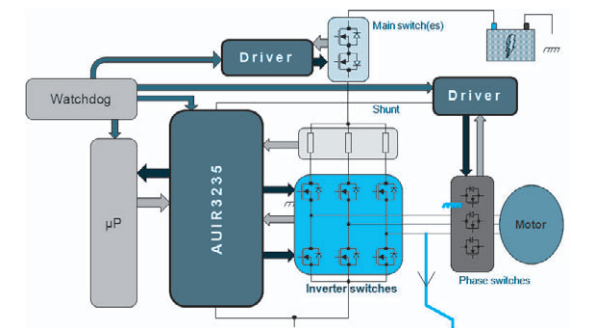 Main switch(es)
Driver
Watchdog
Driver
Shunt
AUIR3235
µP
Motor
Inverter switches
Phase switches